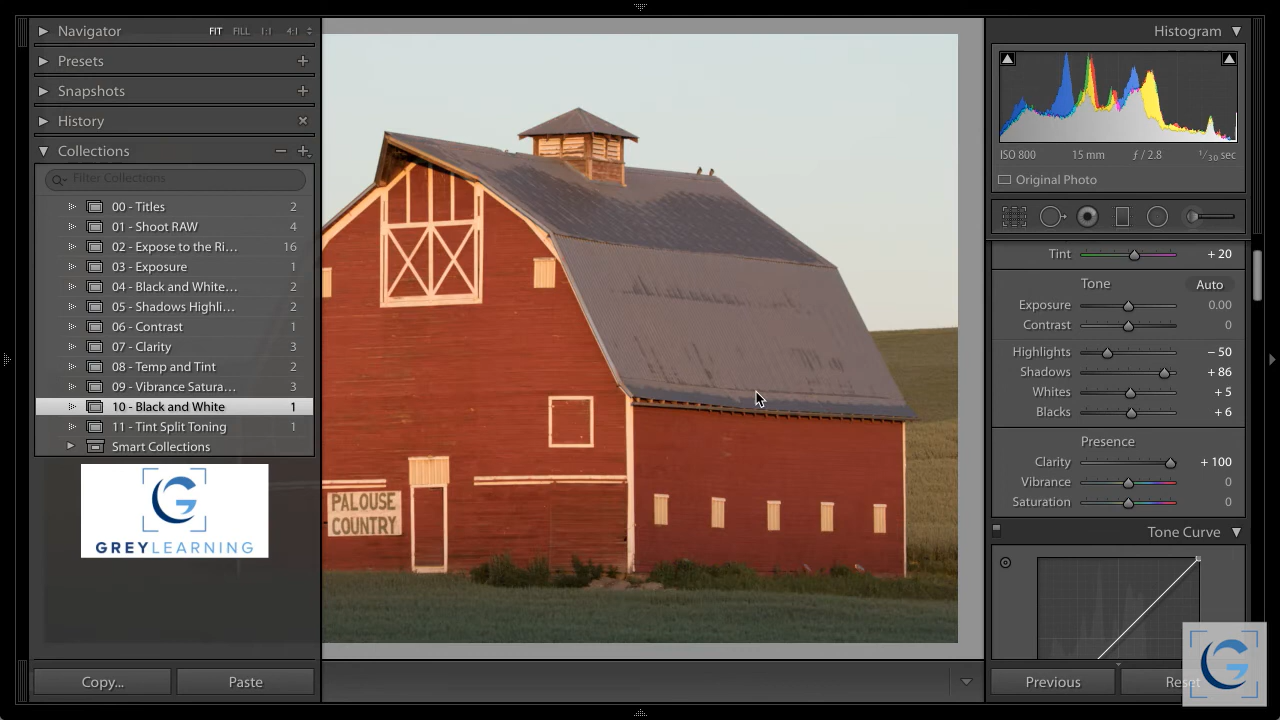 Navigator FIT FILL 1:1 4:1
Presets
Snapshots
History
Collections
Filter Collections
00 - Titles 2
01 - Shoot RAW 4
02 - Expose to the Ri... 16
03 - Exposure 1
04 - Black and White... 2
05 - Shadows Highli... 2
06 - Contrast 1
07 - Clarity 3
08 - Temp and Tint 2
09 - Vibrance Satura... 3
10 - Black and White 1
11 - Tint Split Toning 1
Smart Collections
GREYLEARNING
Copy... Paste
PALOUSE
COUNTRY
Histogram
ISO 800 15 mm ƒ / 2.8 1/30 sec
Original Photo
Tint + 20
Tone Auto
Exposure 0.00
Contrast 0
Highlights - 50
Shadows + 86
Whites + 5
Blacks + 6
Presence
Clarity + 100
Vibrance 0
Saturation 0
Tone Curve
Previous Reset